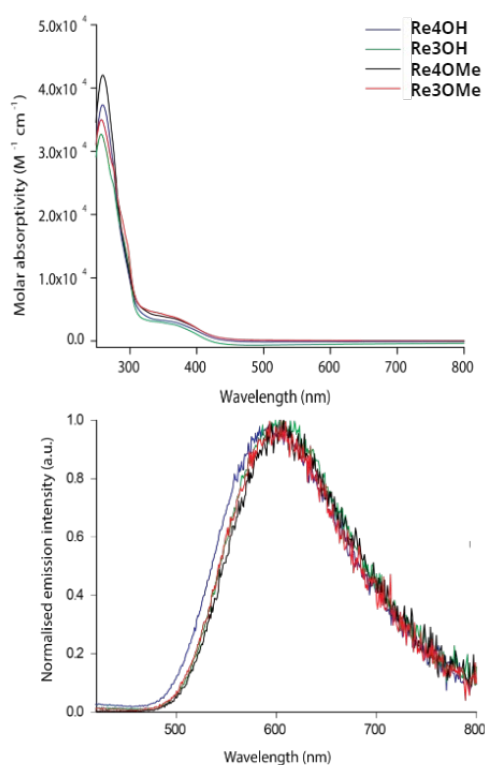 5.0x10 4
4.0x10 4
3.0x10 4
2.0x10 4
1.0x10 4
0.0
Molar absorptivity (M -1 cm -1)
Re4OH
Re3OH
Re4OMe
Re3OMe
300 400 500 600 700 800
Wavelength (nm)
1.0
0.8
0.6
0.4
0.2
0.0
Normalised emission intensity (a.u.)
500 600 700 800
Wavelength (nm)